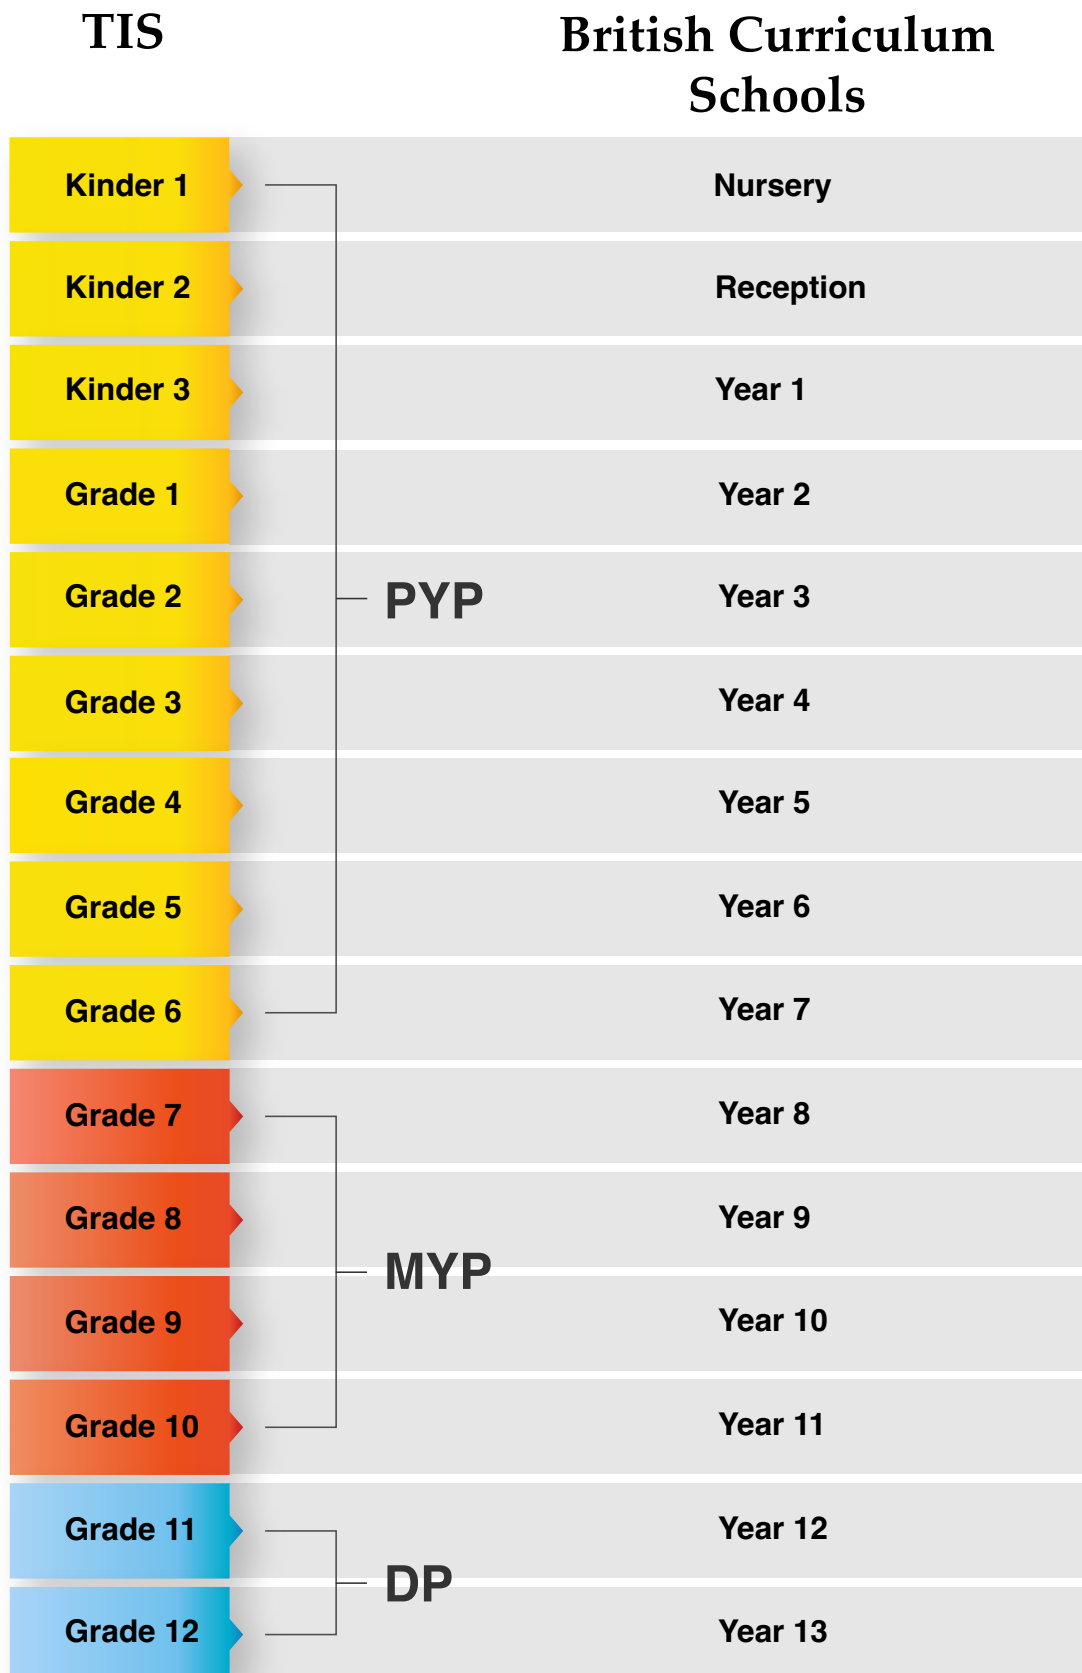 TIS
British Curriculum
Schools
Kinder 1
Nursery
Kinder 2
Reception
Kinder 3
Year 1
Grade 1
Year 2
Grade 2
PYP
Year 3
Grade 3
Year 4
Grade 4
Year 5
Grade 5
Year 6
Grade 6
Year 7
Grade 7
Year 8
Grade 8
Year 9
MYP
Grade 9
Year 10
Grade 10
Year 11
Grade 11
Year 12
DP
Grade 12
Year 13